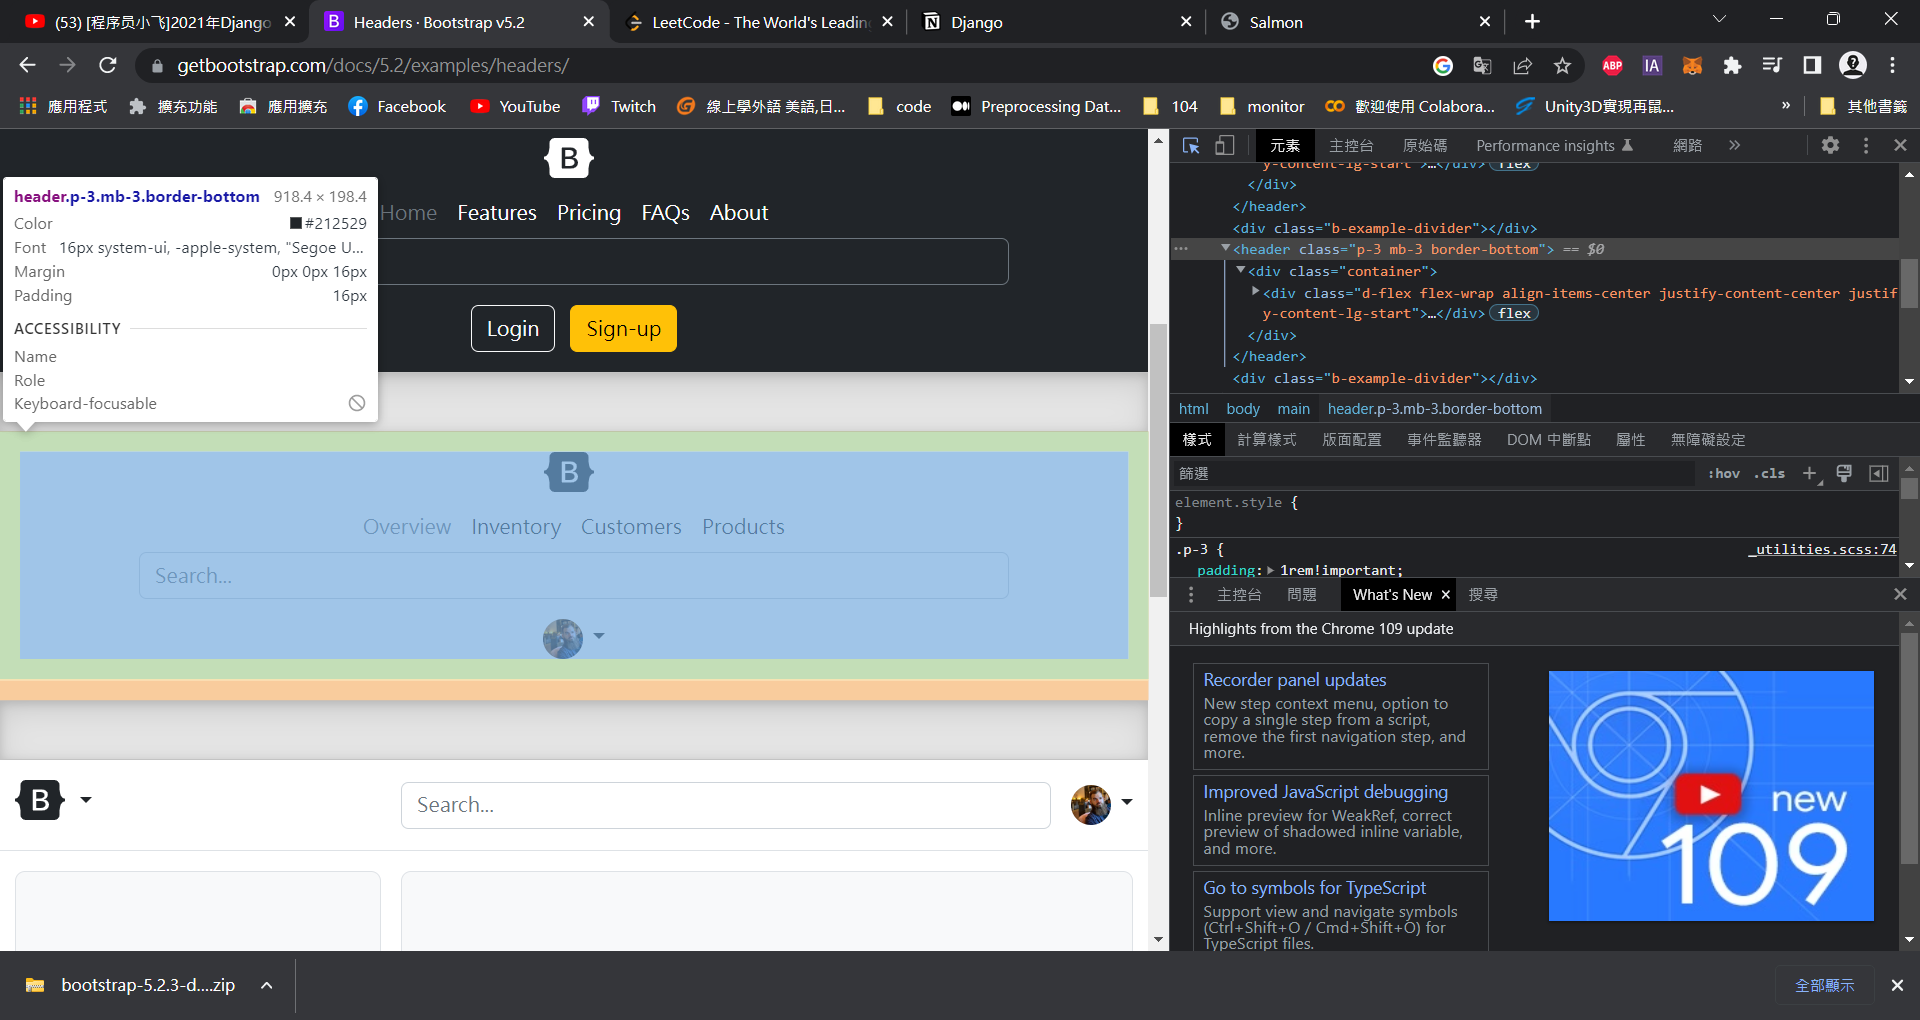 (53) [程序员小飞]2021年Django
Headers · Bootstrap v5.2
LeetCode - The World's Leadin
Django
Salmon
getbootstrap.com/docs/5.2/examples/headers/
ABP
IA
應用程式
擴充功能
應用擴充
Facebook
YouTube
Twitch
線上學外語 美語,日...
code
Preprocessing Dat...
104
monitor
歡迎使用 Colabora...
Unity3D實現再鼠...
»
其他書籤
B
Home
Features
Pricing
FAQs
About
Login
Sign-up
header.p-3.mb-3.border-bottom 918.4 × 198.4
Color #212529
Font 16px system-ui, -apple-system, "Segoe U...
Margin 0px 0px 16px
Padding 16px
ACCESSIBILITY
Name
Role
Keyboard-focusable
B
Overview
Inventory
Customers
Products
Search...
B
Search...
元素
主控台
原始碼
Performance insights
網路
»
y-content-lg-start">…</div> flex
</div>
</header>
<div class="b-example-divider"></div>
<header class="p-3 mb-3 border-bottom"> == $0
<div class="container">
<div class="d-flex flex-wrap align-items-center justify-content-center justif
y-content-lg-start">…</div> flex
</div>
</header>
<div class="b-example-divider"></div>
html body main header.p-3.mb-3.border-bottom
樣式
計算樣式
版面配置
事件監聽器
DOM 中斷點
屬性
無障礙設定
篩選
:hov .cls
element.style {
}
.p-3 { _utilities.scss:74
padding: 1rem!important;
主控台
問題
What's New
搜尋
Highlights from the Chrome 109 update
Recorder panel updates
New step context menu, option to
copy a single step from a script,
remove the first navigation step, and
more.
Improved JavaScript debugging
Inline preview for WeakRef, correct
preview of shadowed inline variable,
and more.
Go to symbols for TypeScript
Support view and navigate symbols
(Ctrl+Shift+O / Cmd+Shift+O) for
TypeScript files.
new
109
bootstrap-5.2.3-d....zip
全部顯示